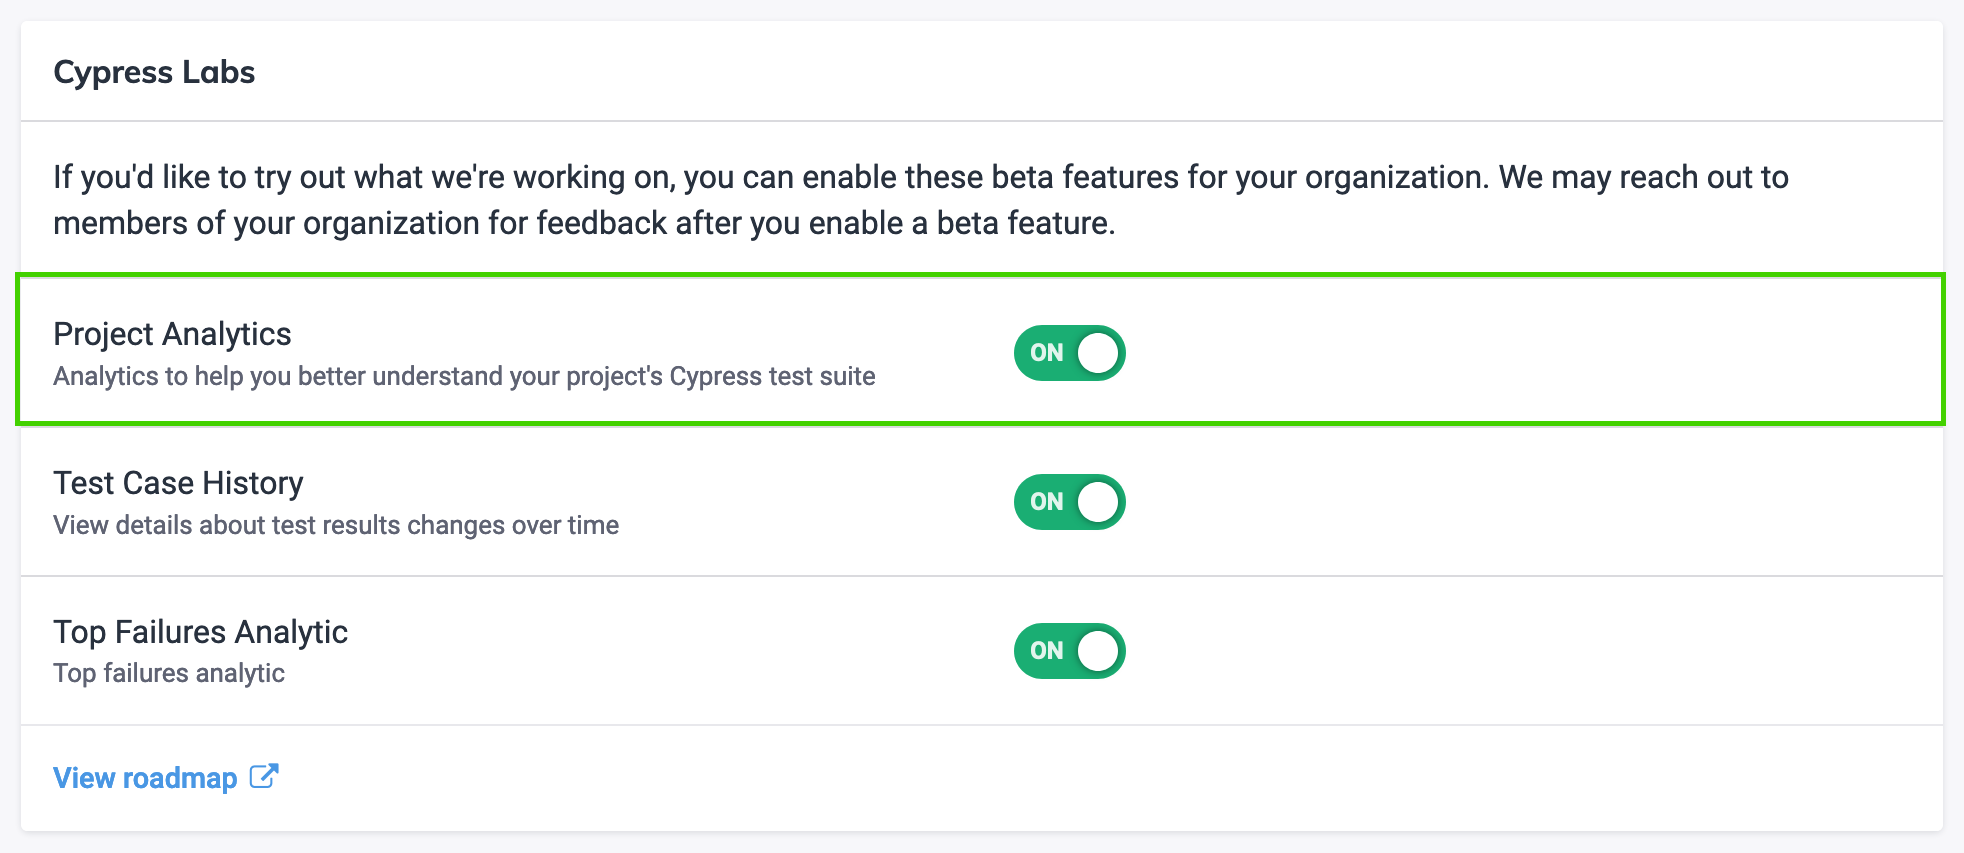 Cypress Labs
If you'd like to try out what we're working on, you can enable these beta features for your organization. We may reach out to
members of your organization for feedback after you enable a beta feature.
Project Analytics
Analytics to help you better understand your project's Cypress test suite
ON
Test Case History
View details about test results changes over time
ON
Top Failures Analytic
Top failures analytic
ON
View roadmap